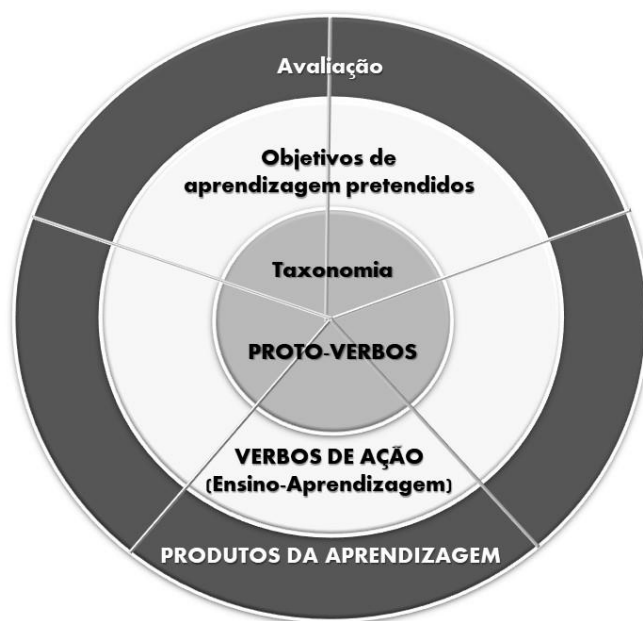 Avaliação
Objetivos de
aprendizagem pretendidos
Taxonomia
PROTO-VERBOS
VERBOS DE AÇÃO
(Ensino-Aprendizagem)
PRODUTOS DA APRENDIZAGEM